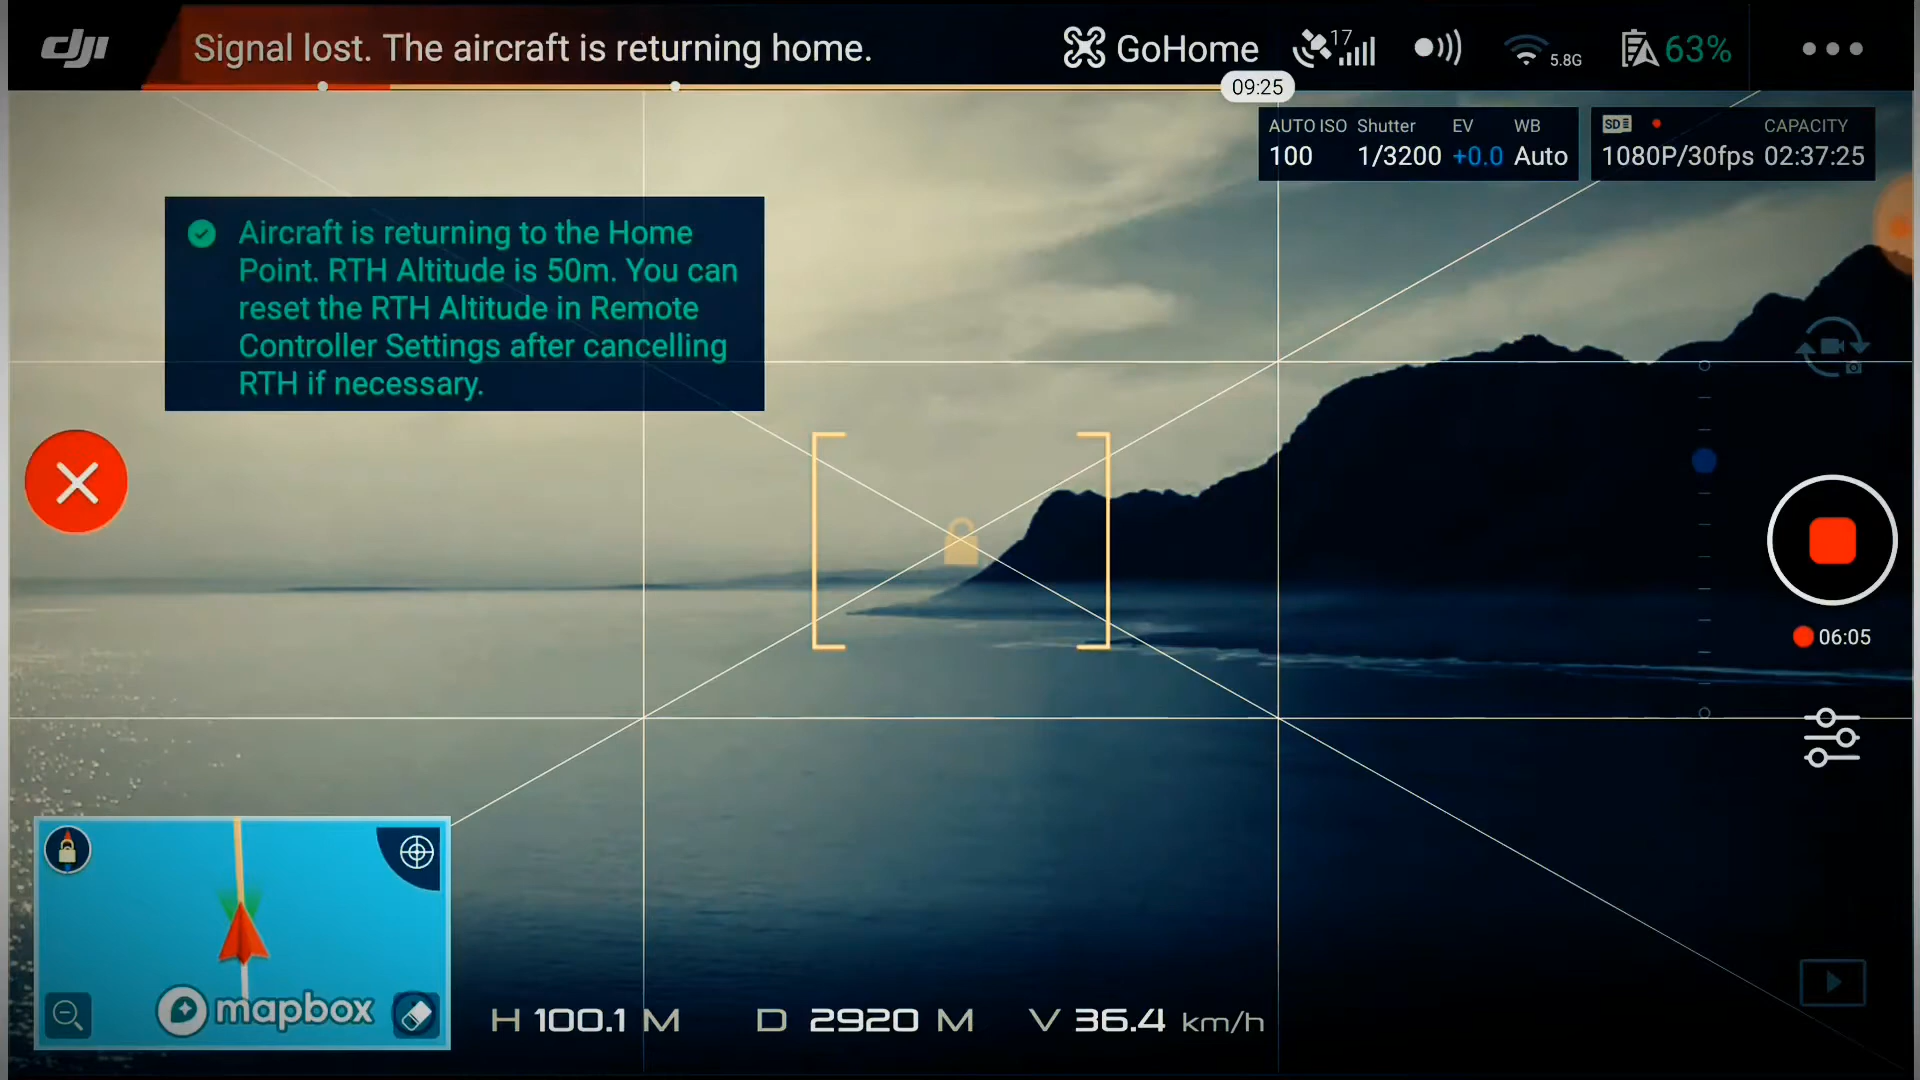 dji Signal lost. The aircraft is returning home. GoHome 17 5.8G 63%
09:25
AUTO ISO Shutter EV WB SD CAPACITY
100 1/3200 +0.0 Auto 1080P/30fps 02:37:25
Aircraft is returning to the Home
Point. RTH Altitude is 50m. You can
reset the RTH Altitude in Remote
Controller Settings after cancelling
RTH if necessary.
06:05
mapbox
H 100.1 M D 2920 M V 36.4 km/h